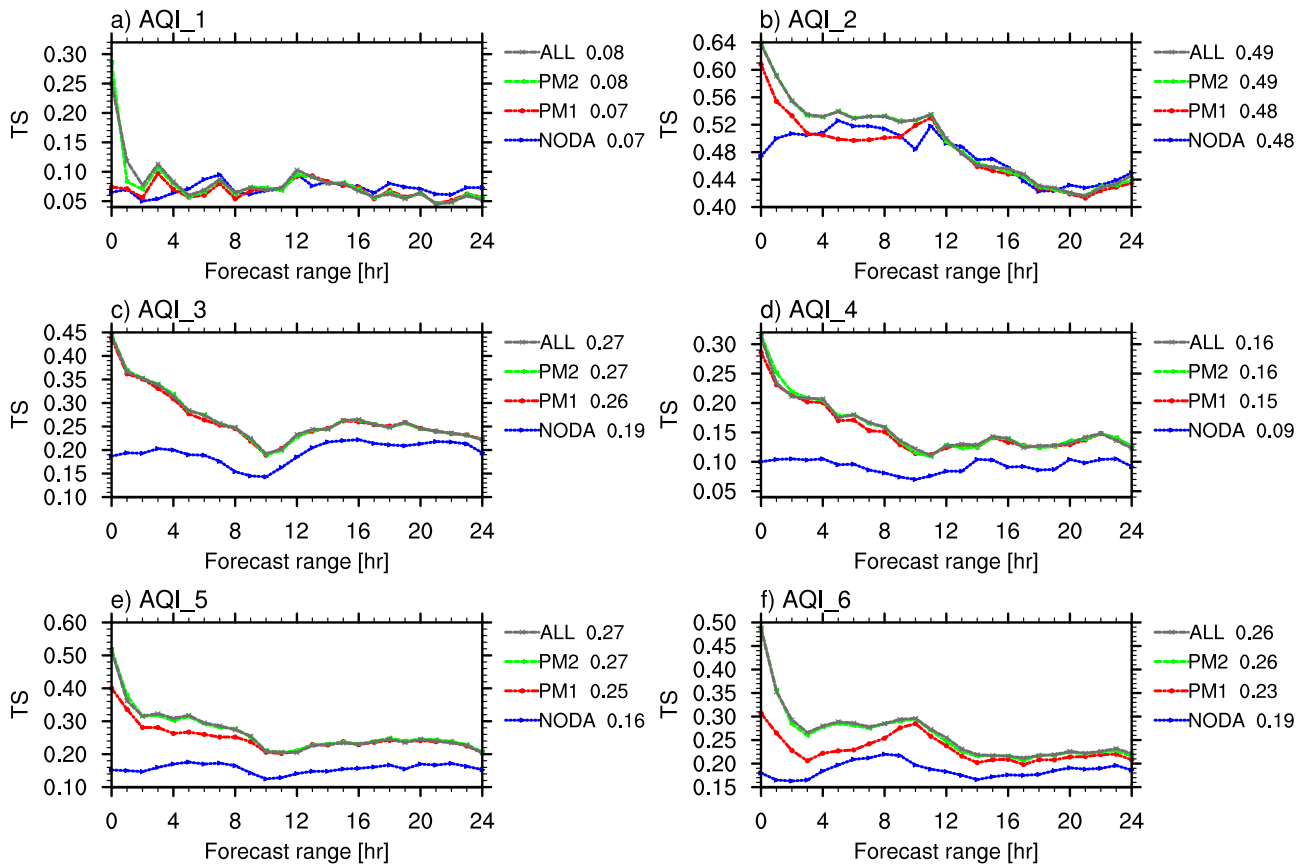 a) AQI_1
TS
0.30
0.25
0.20
0.15
0.10
0.05
0 4 8 12 16 20 24
Forecast range [hr]
ALL 0.08
PM2 0.08
PM1 0.07
NODA 0.07
b) AQI_2
TS
0.64
0.60
0.56
0.52
0.48
0.44
0.40
0 4 8 12 16 20 24
Forecast range [hr]
ALL 0.49
PM2 0.49
PM1 0.48
NODA 0.48
c) AQI_3
TS
0.45
0.40
0.35
0.30
0.25
0.20
0.15
0.10
0 4 8 12 16 20 24
Forecast range [hr]
ALL 0.27
PM2 0.27
PM1 0.26
NODA 0.19
d) AQI_4
TS
0.30
0.25
0.20
0.15
0.10
0.05
0 4 8 12 16 20 24
Forecast range [hr]
ALL 0.16
PM2 0.16
PM1 0.15
NODA 0.09
e) AQI_5
TS
0.60
0.50
0.40
0.30
0.20
0.10
0 4 8 12 16 20 24
Forecast range [hr]
ALL 0.27
PM2 0.27
PM1 0.25
NODA 0.16
f) AQI_6
TS
0.50
0.45
0.40
0.35
0.30
0.25
0.20
0.15
0 4 8 12 16 20 24
Forecast range [hr]
ALL 0.26
PM2 0.26
PM1 0.23
NODA 0.19